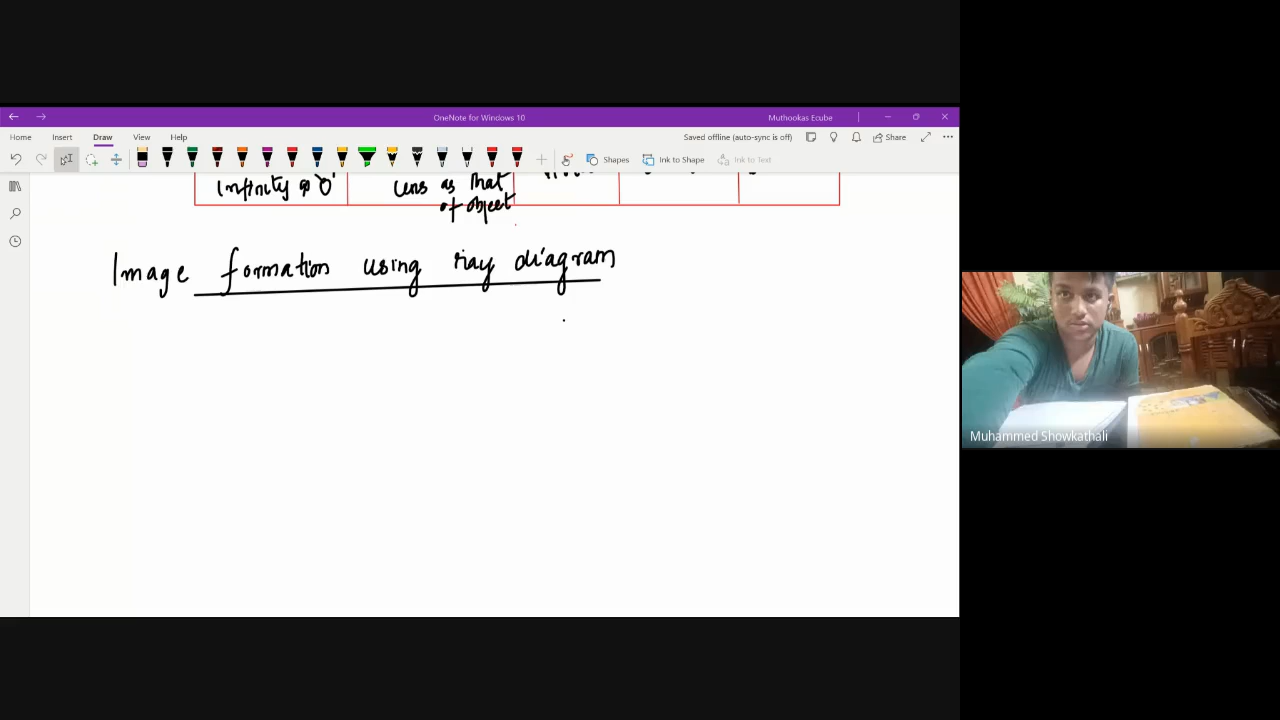 OneNote for Windows 10
Muthookas Ecube
Home Insert Draw View Help
Saved offline (auto-sync is off)
Share
Shapes
Ink to Shape
Ink to Text
Infinity & O
Lens as that
of object
Image formation using ray diagram
Muhammed Showkathali